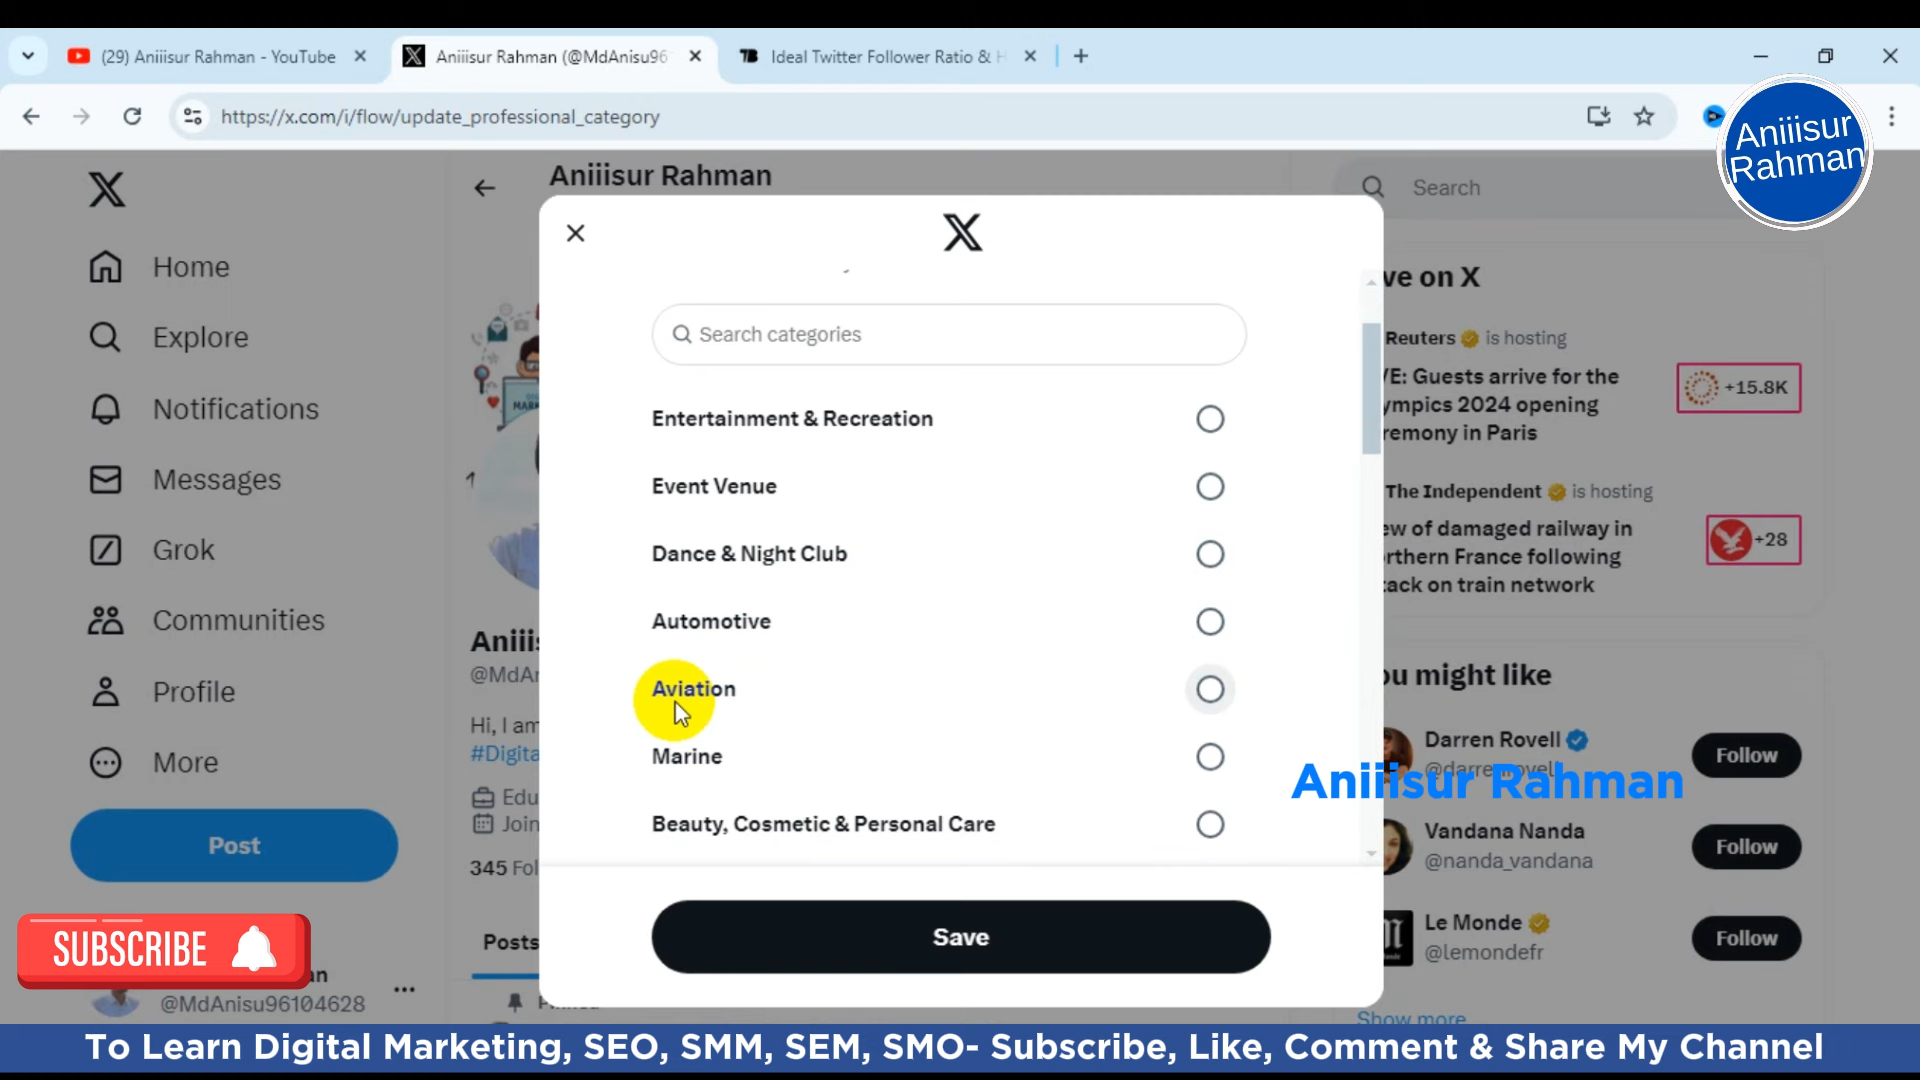 (29) Aniiisur Rahman - YouTube
Aniiisur Rahman (@MdAnisu96
Ideal Twitter Follower Ratio &
https://x.com/i/flow/update_professional_category
Aniiisur
Rahman
Home
Explore
Notifications
Messages
Grok
Communities
Profile
More
Post
@MdAnisu96104628
SUBSCRIBE
Aniiisur Rahman
Hi, I am
345
Posts
Search categories
Entertainment & Recreation
Event Venue
Dance & Night Club
Automotive
Aviation
Marine
Beauty, Cosmetic & Personal Care
Save
Search
ve on X
Reuters is hosting
E: Guests arrive for the
ympics 2024 opening
remony in Paris
+15.8K
The Independent is hosting
ew of damaged railway in
rthern France following
tack on train network
+28
ou might like
Darren Rovell
Follow
Aniiisur Rahman
Vandana Nanda
@nanda_vandana
Follow
Le Monde
@lemondefr
Follow
Show more
To Learn Digital Marketing, SEO, SMM, SEM, SMO- Subscribe, Like, Comment & Share My Channel